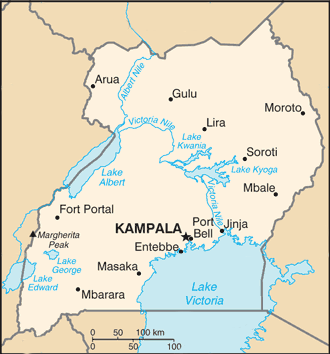 Arua
Albert Nile
Gulu
Moroto
Victoria Nile
Lira
Lake
Kwania
Soroti
Lake Kyoga
Lake
Albert
Mbale
Victoria
Nile
Fort Portal
KAMPALA
Port
Bell
Jinja
Margherita
Peak
Entebbe
Lake
George
Masaka
Lake
Edward
Mbarara
Lake
Victoria
0 50 100 km
0 50 100 mi